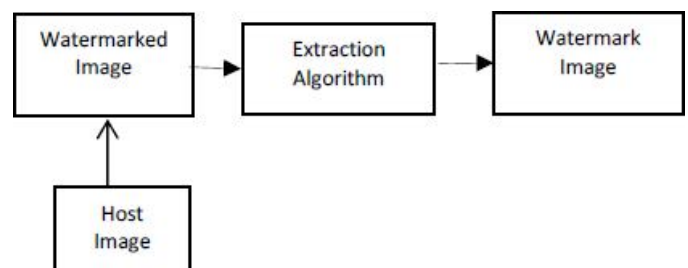 Watermarked
Image
Extraction
Algorithm
Watermark
Image
Host
Image